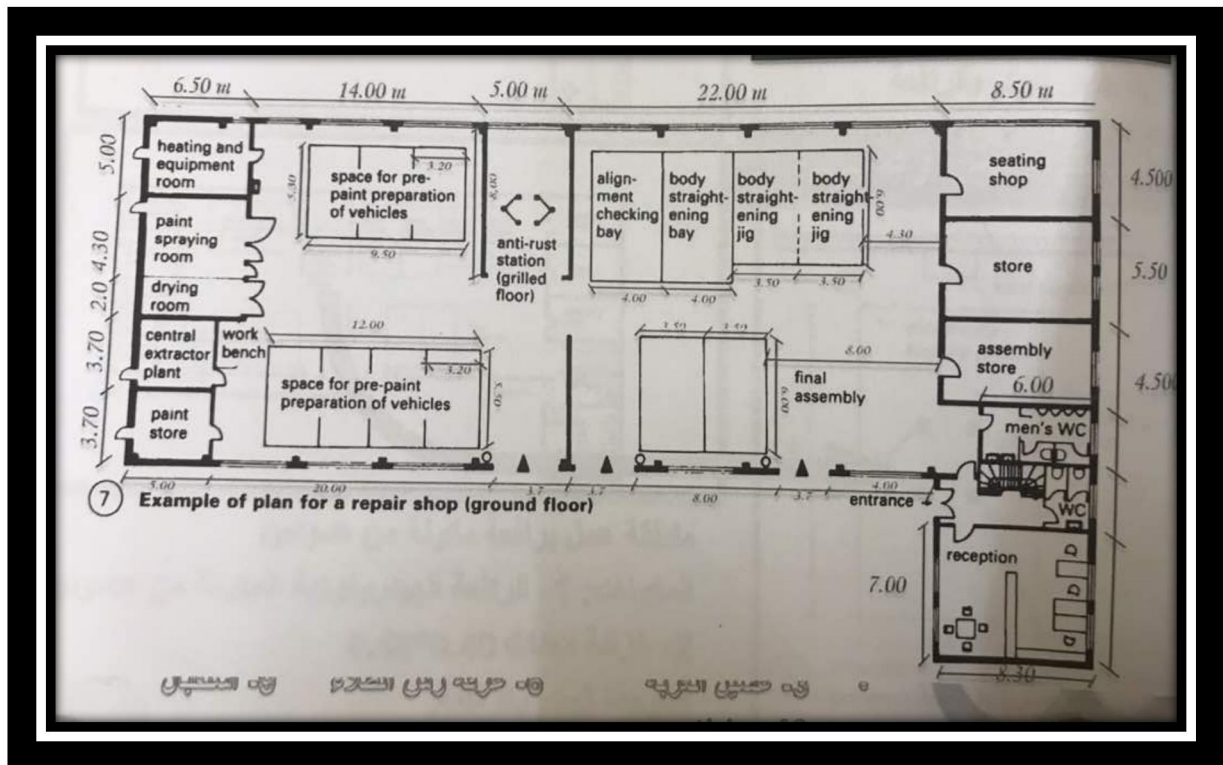 6.50 m
14.00 m
5.00 m
22.00 m
8.50 m
5.00
4.30
2.0
3.70
3.70
heating and
equipment
room
paint
spraying
room
drying
room
central
extractor
plant
work
bench
paint
store
space for pre-
paint preparation
of vehicles
3.20
5.30
9.50
8.00
anti-rust
station
(grilled
floor)
align-
ment
checking
bay
body
straight-
ening
bay
body
straight-
ening
jig
body
straight-
ening
jig
6.00
4.30
4.00
4.00
3.50
3.50
seating
shop
store
assembly
store
6.00
4.500
5.50
4.500
12.00
space for pre-paint
preparation of vehicles
3.20
6.00
8.00
final
assembly
men's WC
WC
entrance
reception
7.00
8.30
5.00
20.00
3.7
3.7
8.00
3.7
4.00
7 Example of plan for a repair shop (ground floor)